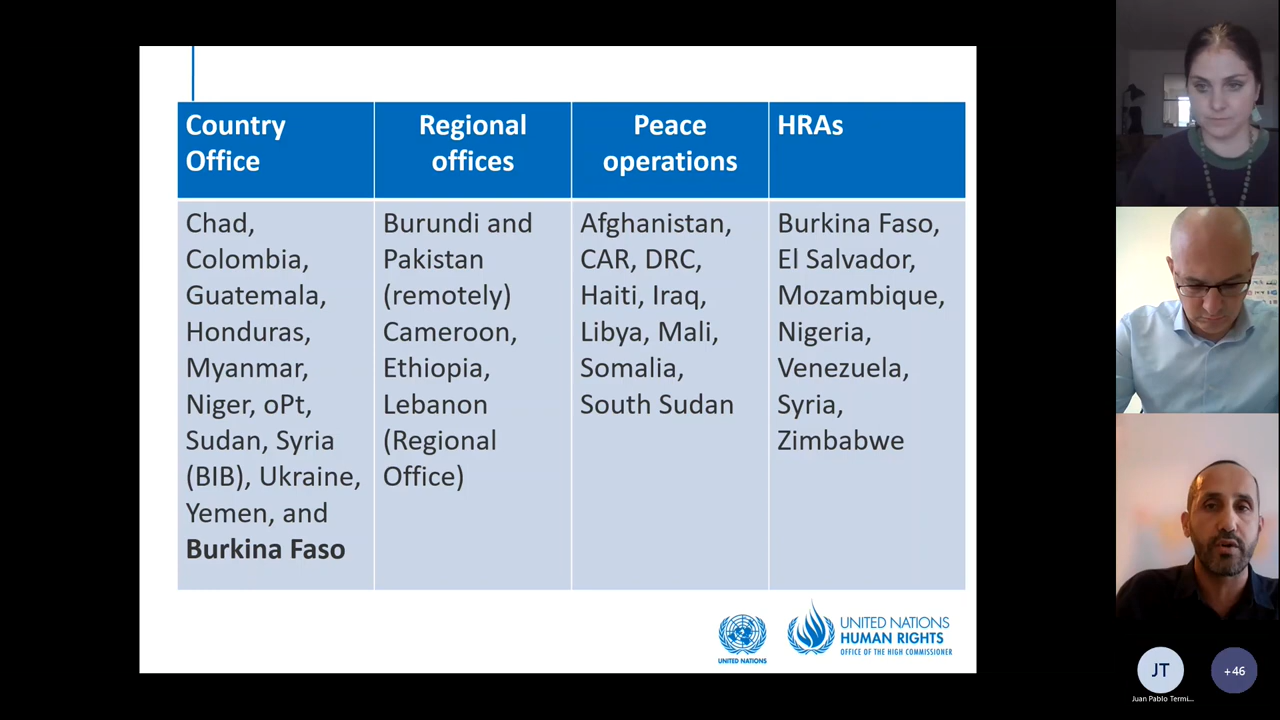 Country
Office
Regional
offices
Peace
operations
HRAs
Chad,
Colombia,
Guatemala,
Honduras,
Myanmar,
Niger, oPt,
Sudan, Syria
(BIB), Ukraine,
Yemen, and
Burkina Faso
Burundi and
Pakistan
(remotely)
Cameroon,
Ethiopia,
Lebanon
(Regional
Office)
Afghanistan,
CAR, DRC,
Haiti, Iraq,
Libya, Mali,
Somalia,
South Sudan
Burkina Faso,
El Salvador,
Mozambique,
Nigeria,
Venezuela,
Syria,
Zimbabwe
UNITED NATIONS
UNITED NATIONS
HUMAN RIGHTS
OFFICE OF THE HIGH COMMISSIONER
JT
Juan Pablo Termi...
+46